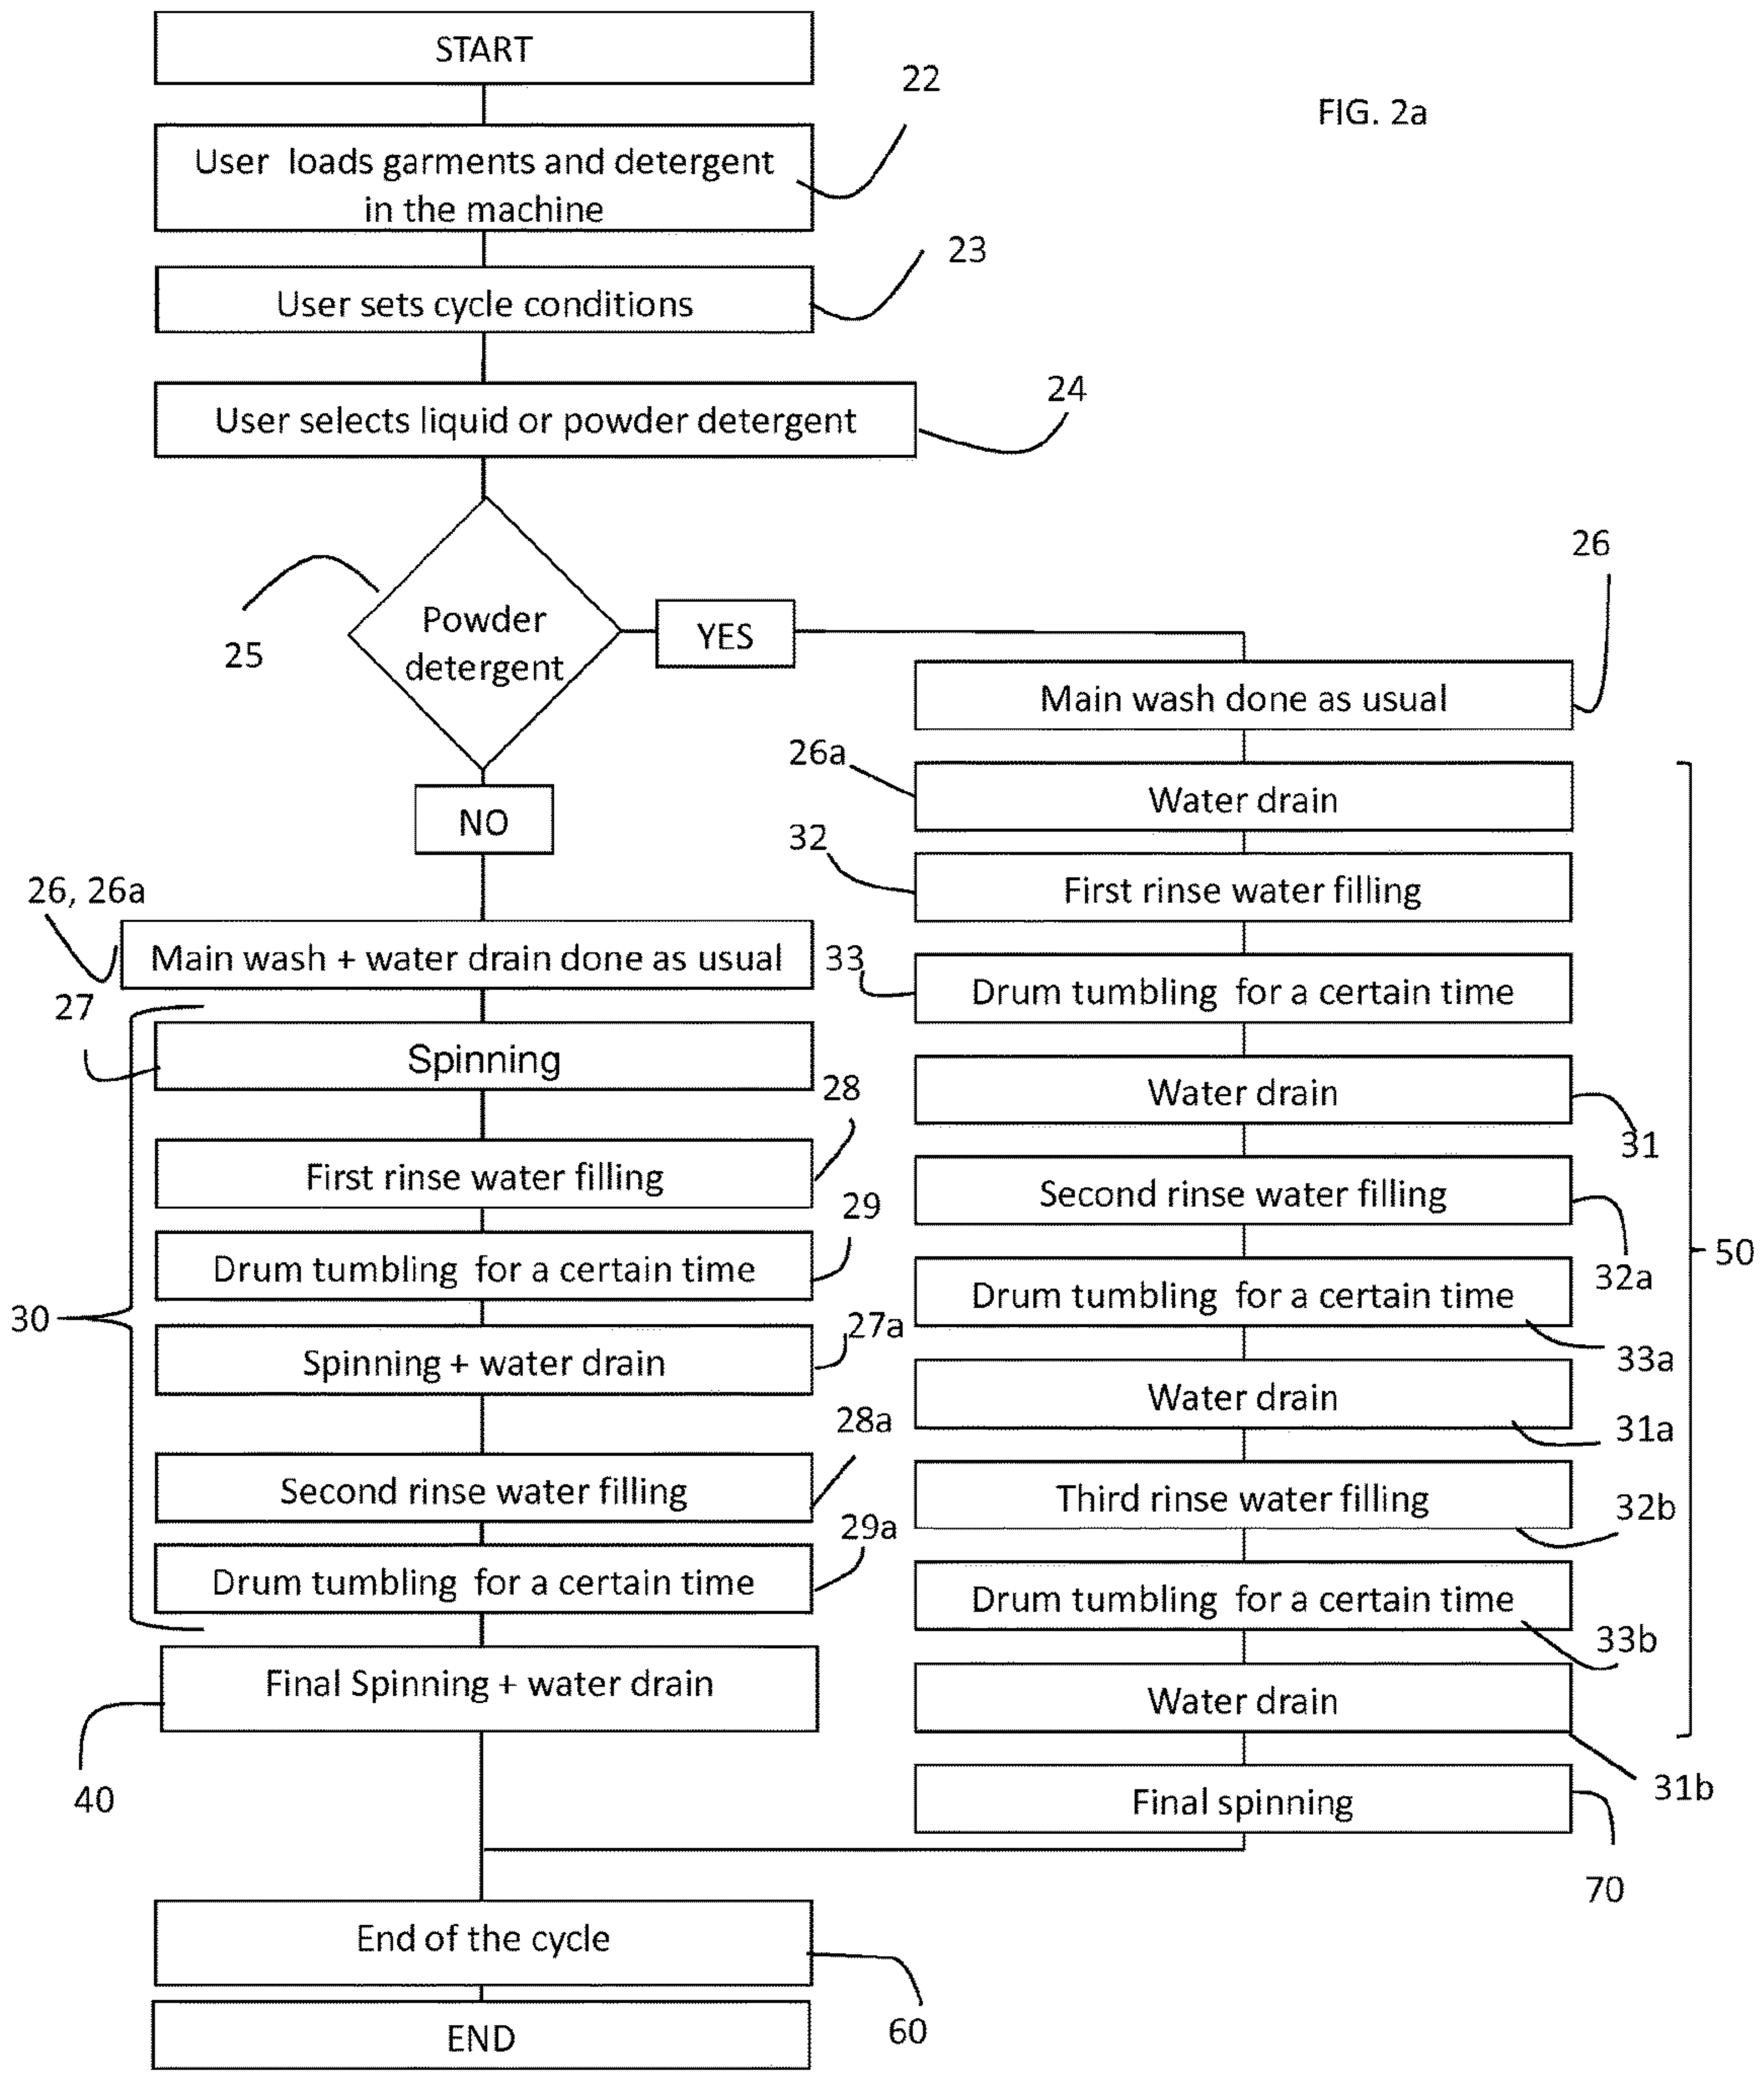 START
22
FIG. 2a
User loads garments and detergent
in the machine
23
User sets cycle conditions
24
User selects liquid or powder detergent
25
Powder
detergent
YES
26
Main wash done as usual
26a
Water drain
NO
32
First rinse water filling
26, 26a
Main wash + water drain done as usual
33
Drum tumbling for a certain time
27
Spinning
28
Water drain
31
First rinse water filling
Second rinse water filling
32a
29
Drum tumbling for a certain time
50
30
Drum tumbling for a certain time
33a
27a
Spinning + water drain
Water drain
31a
28a
Second rinse water filling
Third rinse water filling
32b
29a
Drum tumbling for a certain time
Drum tumbling for a certain time
33b
Final Spinning + water drain
40
Water drain
31b
Final spinning
70
End of the cycle
60
END